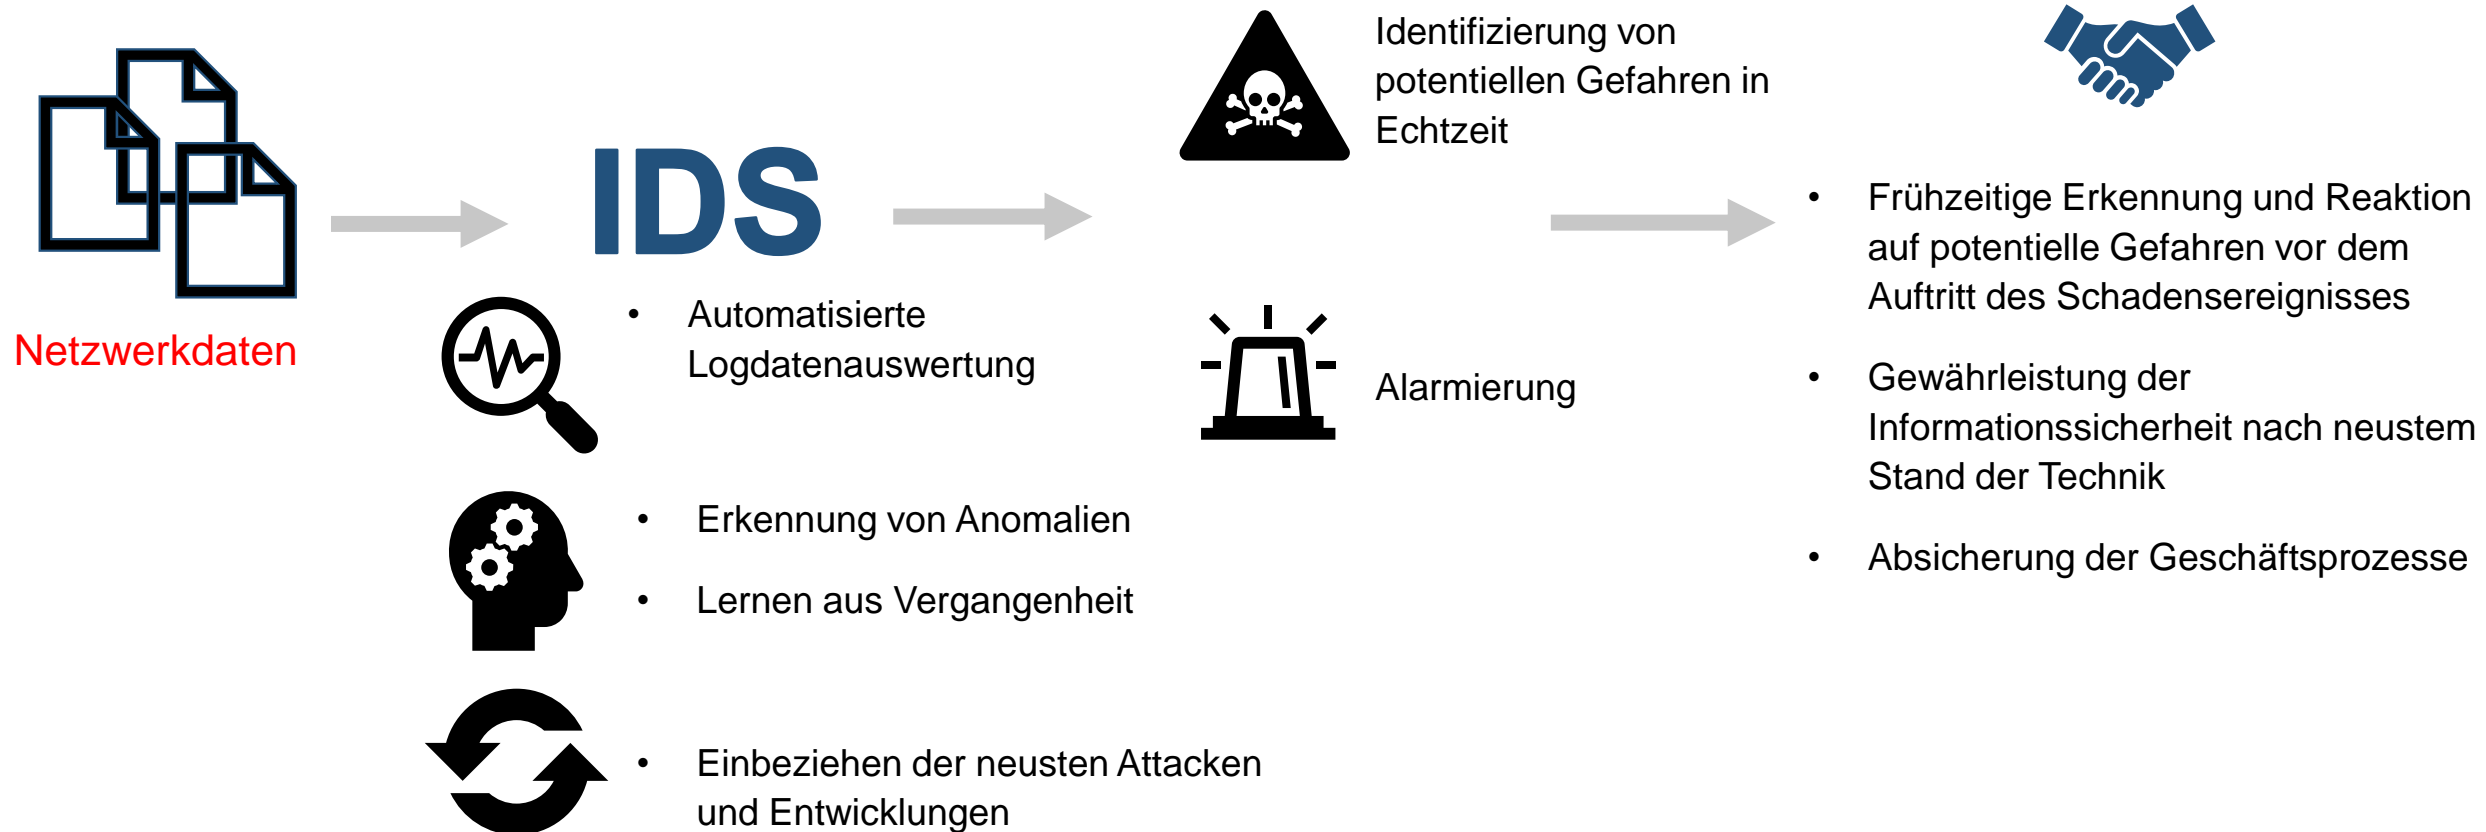 Netzwerkdaten
IDS
• Automatisierte
Logdatenauswertung
• Erkennung von Anomalien
• Lernen aus Vergangenheit
• Einbeziehen der neusten Attacken
und Entwicklungen
Identifizierung von
potentiellen Gefahren in
Echtzeit
Alarmierung
• Frühzeitige Erkennung und Reaktion
auf potentielle Gefahren vor dem
Auftritt des Schadensereignisses
• Gewährleistung der
Informationssicherheit nach neustem
Stand der Technik
• Absicherung der Geschäftsprozesse